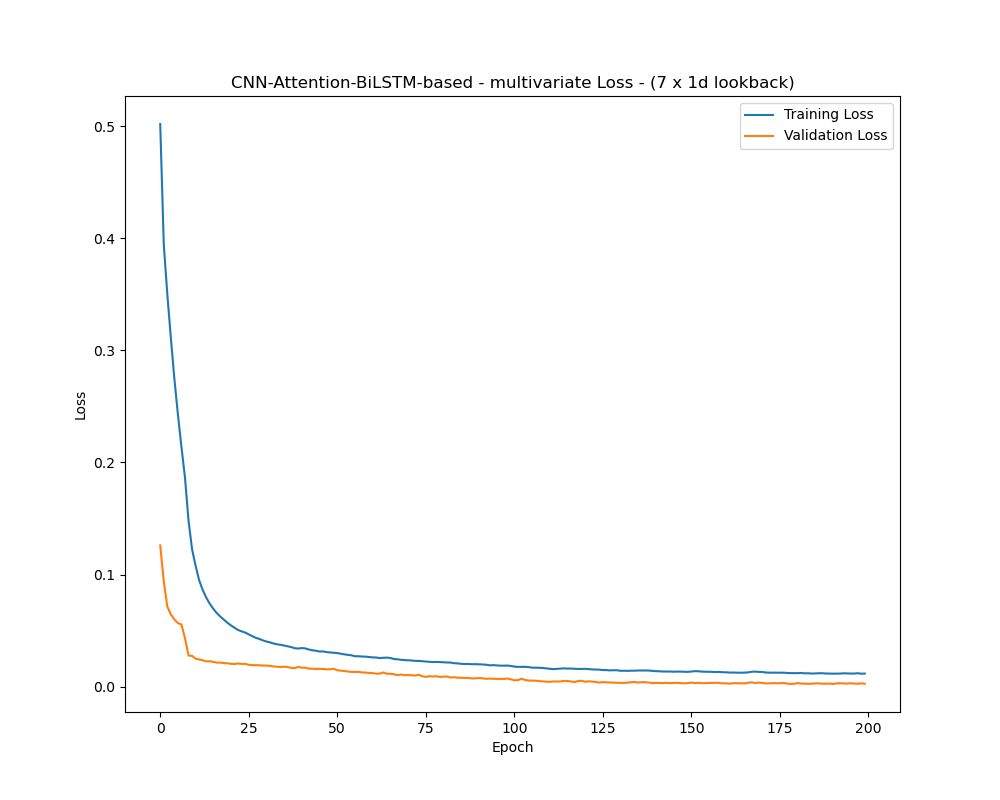 CNN-Attention-BiLSTM-based - multivariate Loss - (7 x 1d lookback)
Training Loss
Validation Loss
0.5
0.4
0.3
0.2
0.1
0.0
Loss
0 25 50 75 100 125 150 175 200
Epoch